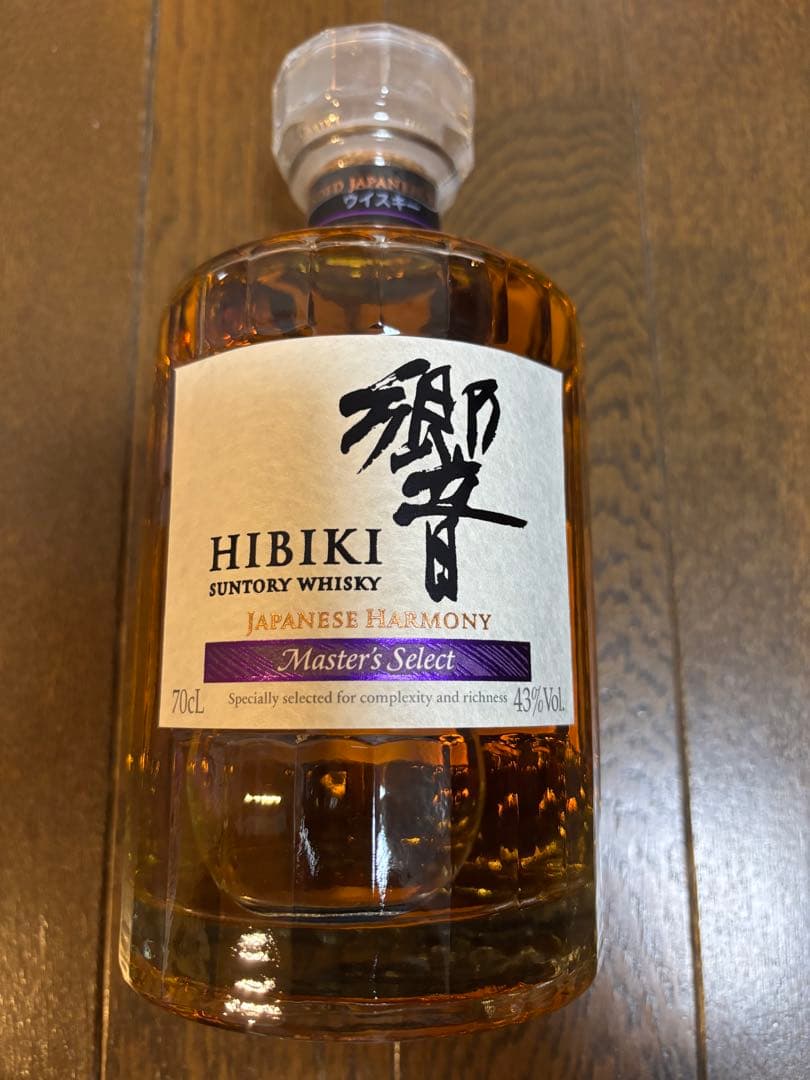 JAPANESE
ウイスキー
響
HIBIKI
SUNTORY WHISKY
JAPANESE HARMONY
Master's Select
Specially selected for complexity and richness
70cL
43%Vol.